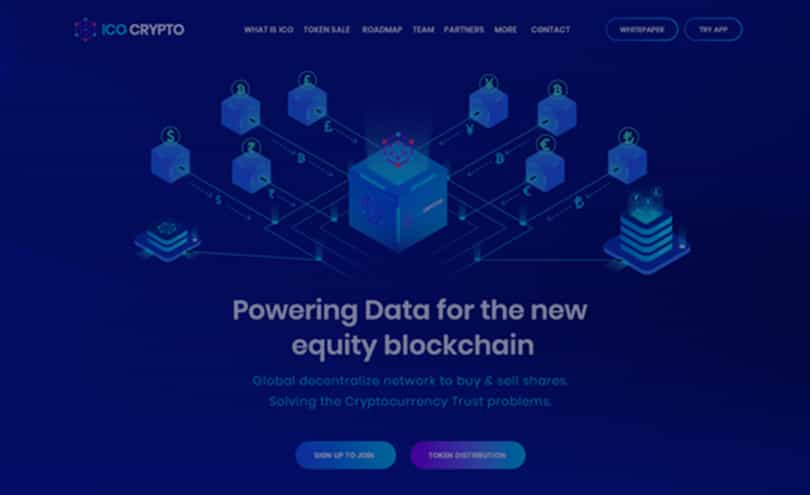 ICO CRYPTO
WHAT IS ICO TOKEN SALE ROADMAP TEAM PARTNERS MORE CONTACT WHITEPAPER TRY APP
฿ £ ¥ ฿
$ ₹ € ₺
£ ¥
฿ ฿
$ ₹ € ₺
Powering Data for the new
equity blockchain
Global decentralize network to buy & sell shares.
Solving the Cryptocurrency Trust problems.
SIGN UP TO JOIN TOKEN DISTRIBUTION